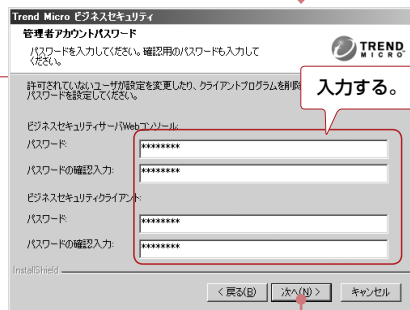 Trend Micro ビジネスセキュリティ
管理者アカウントパスワード
パスワードを入力してください。確認用のパスワードも入力して
ください。
TREND
MICRO
許可されていないユーザが設定を変更したり、クライアントプログラムを削除
パスワードを設定してください。
入力する。
ビジネスセキュリティサーバWebコンソール:
パスワード: ********
パスワードの確認入力: ********
ビジネスセキュリティクライアント:
パスワード: ********
パスワードの確認入力: ********
InstallShield
< 戻る(B) 次へ(N) > キャンセル